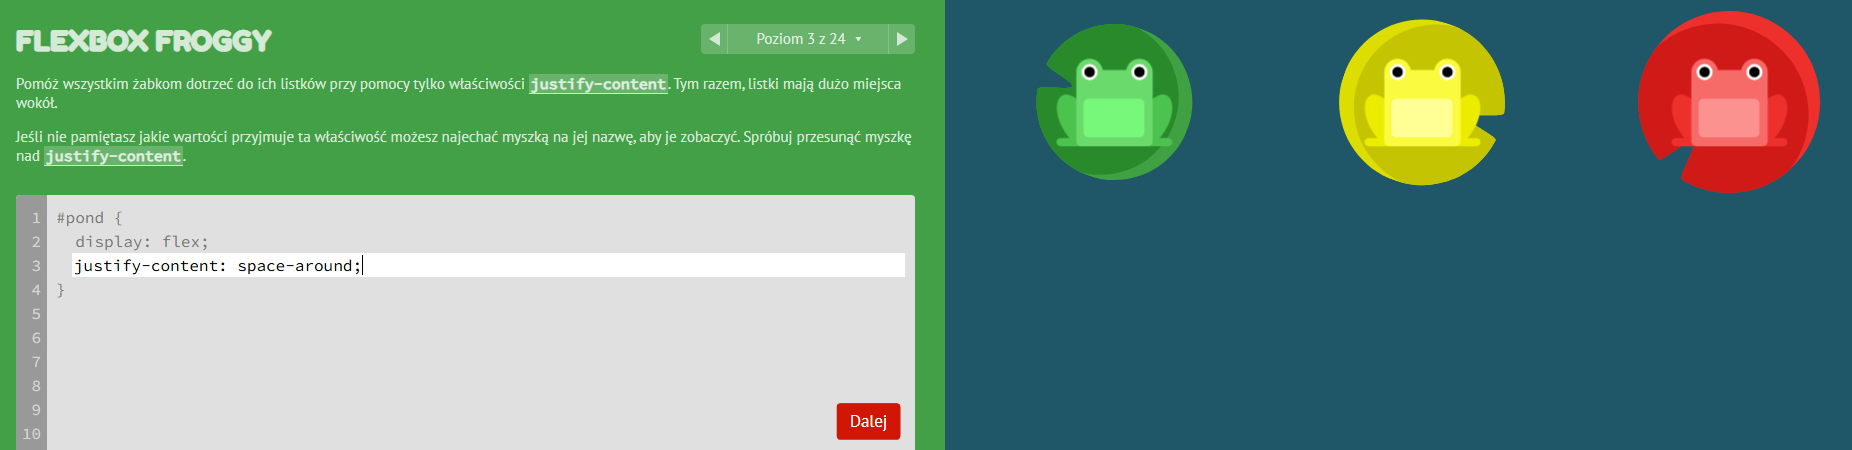 FLEXBOX FROGGY
Poziom 3 z 24
Pomóż wszystkim żabkom dotrzeć do ich listków przy pomocy tylko właściwości justify-content. Tym razem, listki mają dużo miejsca
wokół.
Jeśli nie pamiętasz jakie wartości przyjmuje ta właściwość możesz najechać myszką na jej nazwę, aby je zobaczyć. Spróbuj przesunąć myszkę
nad justify-content.
1 #pond {
2 display: flex;
3 justify-content: space-around;
4 }
5
6
7
8
9
10
Dalej